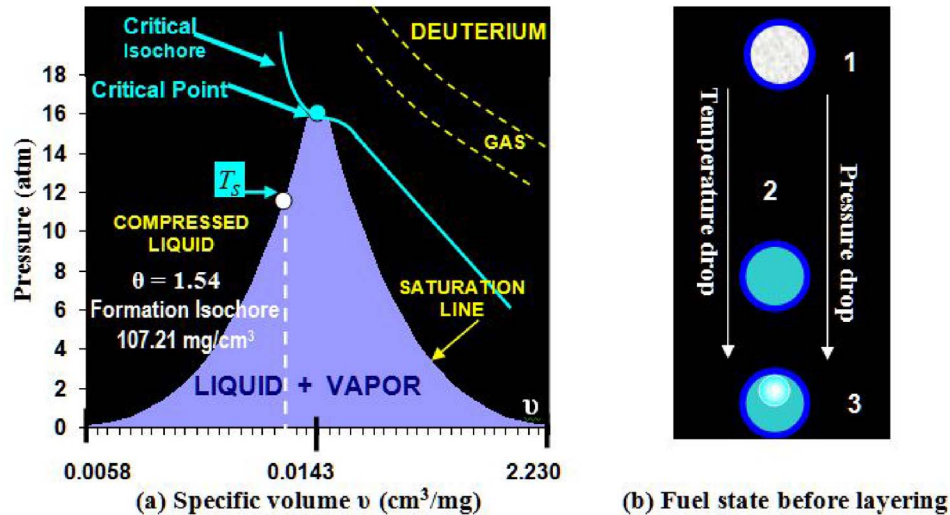 Critical
Isochore
Critical Point
DEUTERIUM
GAS
Pressure (atm)
18
16
14
12
10
8
6
4
2
0
T_S
COMPRESSED
LIQUID
θ = 1.54
Formation Isochore
107.21 mg/cm³
SATURATION
LINE
LIQUID + VAPOR
υ
0.0058
0.0143
2.230
(a) Specific volume υ (cm³/mg)
1
Temperature drop
Pressure drop
2
3
(b) Fuel state before layering